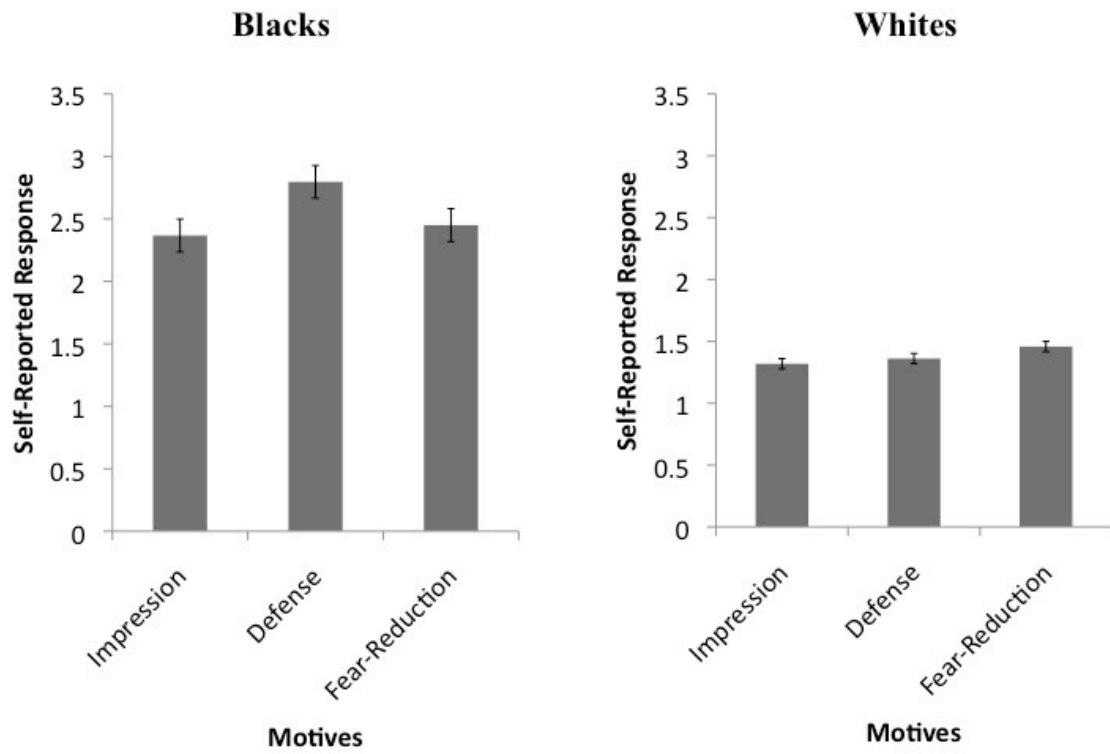 Blacks
Self-Reported Response
3.5
3
2.5
2
1.5
1
0.5
0
Impression
Defense
Fear-Reduction
Motives
Whites
Self-Reported Response
3.5
3
2.5
2
1.5
1
0.5
0
Impression
Defense
Fear-Reduction
Motives